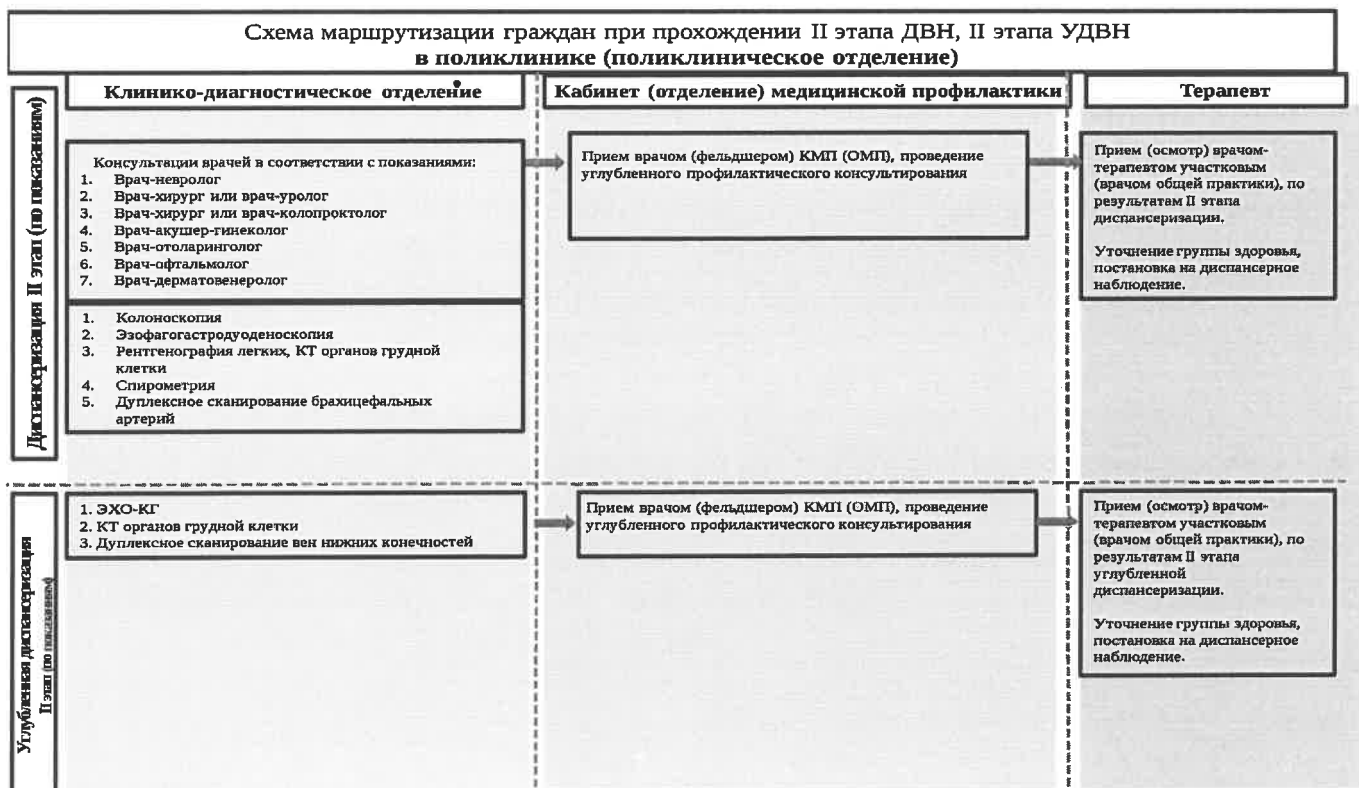 Схема маршрутизации граждан при прохождении II этапа ДВН, II этапа УДВН
в поликлинике (поликлиническое отделение)
Клинико-диагностическое отделение
Кабинет (отделение) медицинской профилактики
Терапевт
Диспансеризация II этап (по показаниям)
Консультации врачей в соответствии с показаниями:
1. Врач-невролог
2. Врач-хирург или врач-уролог
3. Врач-хирург или врач-колопроктолог
4. Врач-акушер-гинеколог
5. Врач-отоларинголог
6. Врач-офтальмолог
7. Врач-дерматовенеролог
1. Колоноскопия
2. Эзофагогастродуоденоскопия
3. Рентгенография легких, КТ органов грудной
клетки
4. Спирометрия
5. Дуплексное сканирование брахицефальных
артерий
Прием врачом (фельдшером) КМП (ОМП), проведение
углубленного профилактического консультирования
Прием (осмотр) врачом-
терапевтом участковым
(врачом общей практики), по
результатам II этапа
диспансеризации.
Уточнение группы здоровья,
постановка на диспансерное
наблюдение.
Углубленная диспансеризация
II этап (по показаниям)
1. ЭХО-КГ
2. КТ органов грудной клетки
3. Дуплексное сканирование вен нижних конечностей
Прием врачом (фельдшером) КМП (ОМП), проведение
углубленного профилактического консультирования
Прием (осмотр) врачом-
терапевтом участковым
(врачом общей практики), по
результатам II этапа
углубленной
диспансеризации.
Уточнение группы здоровья,
постановка на диспансерное
наблюдение.